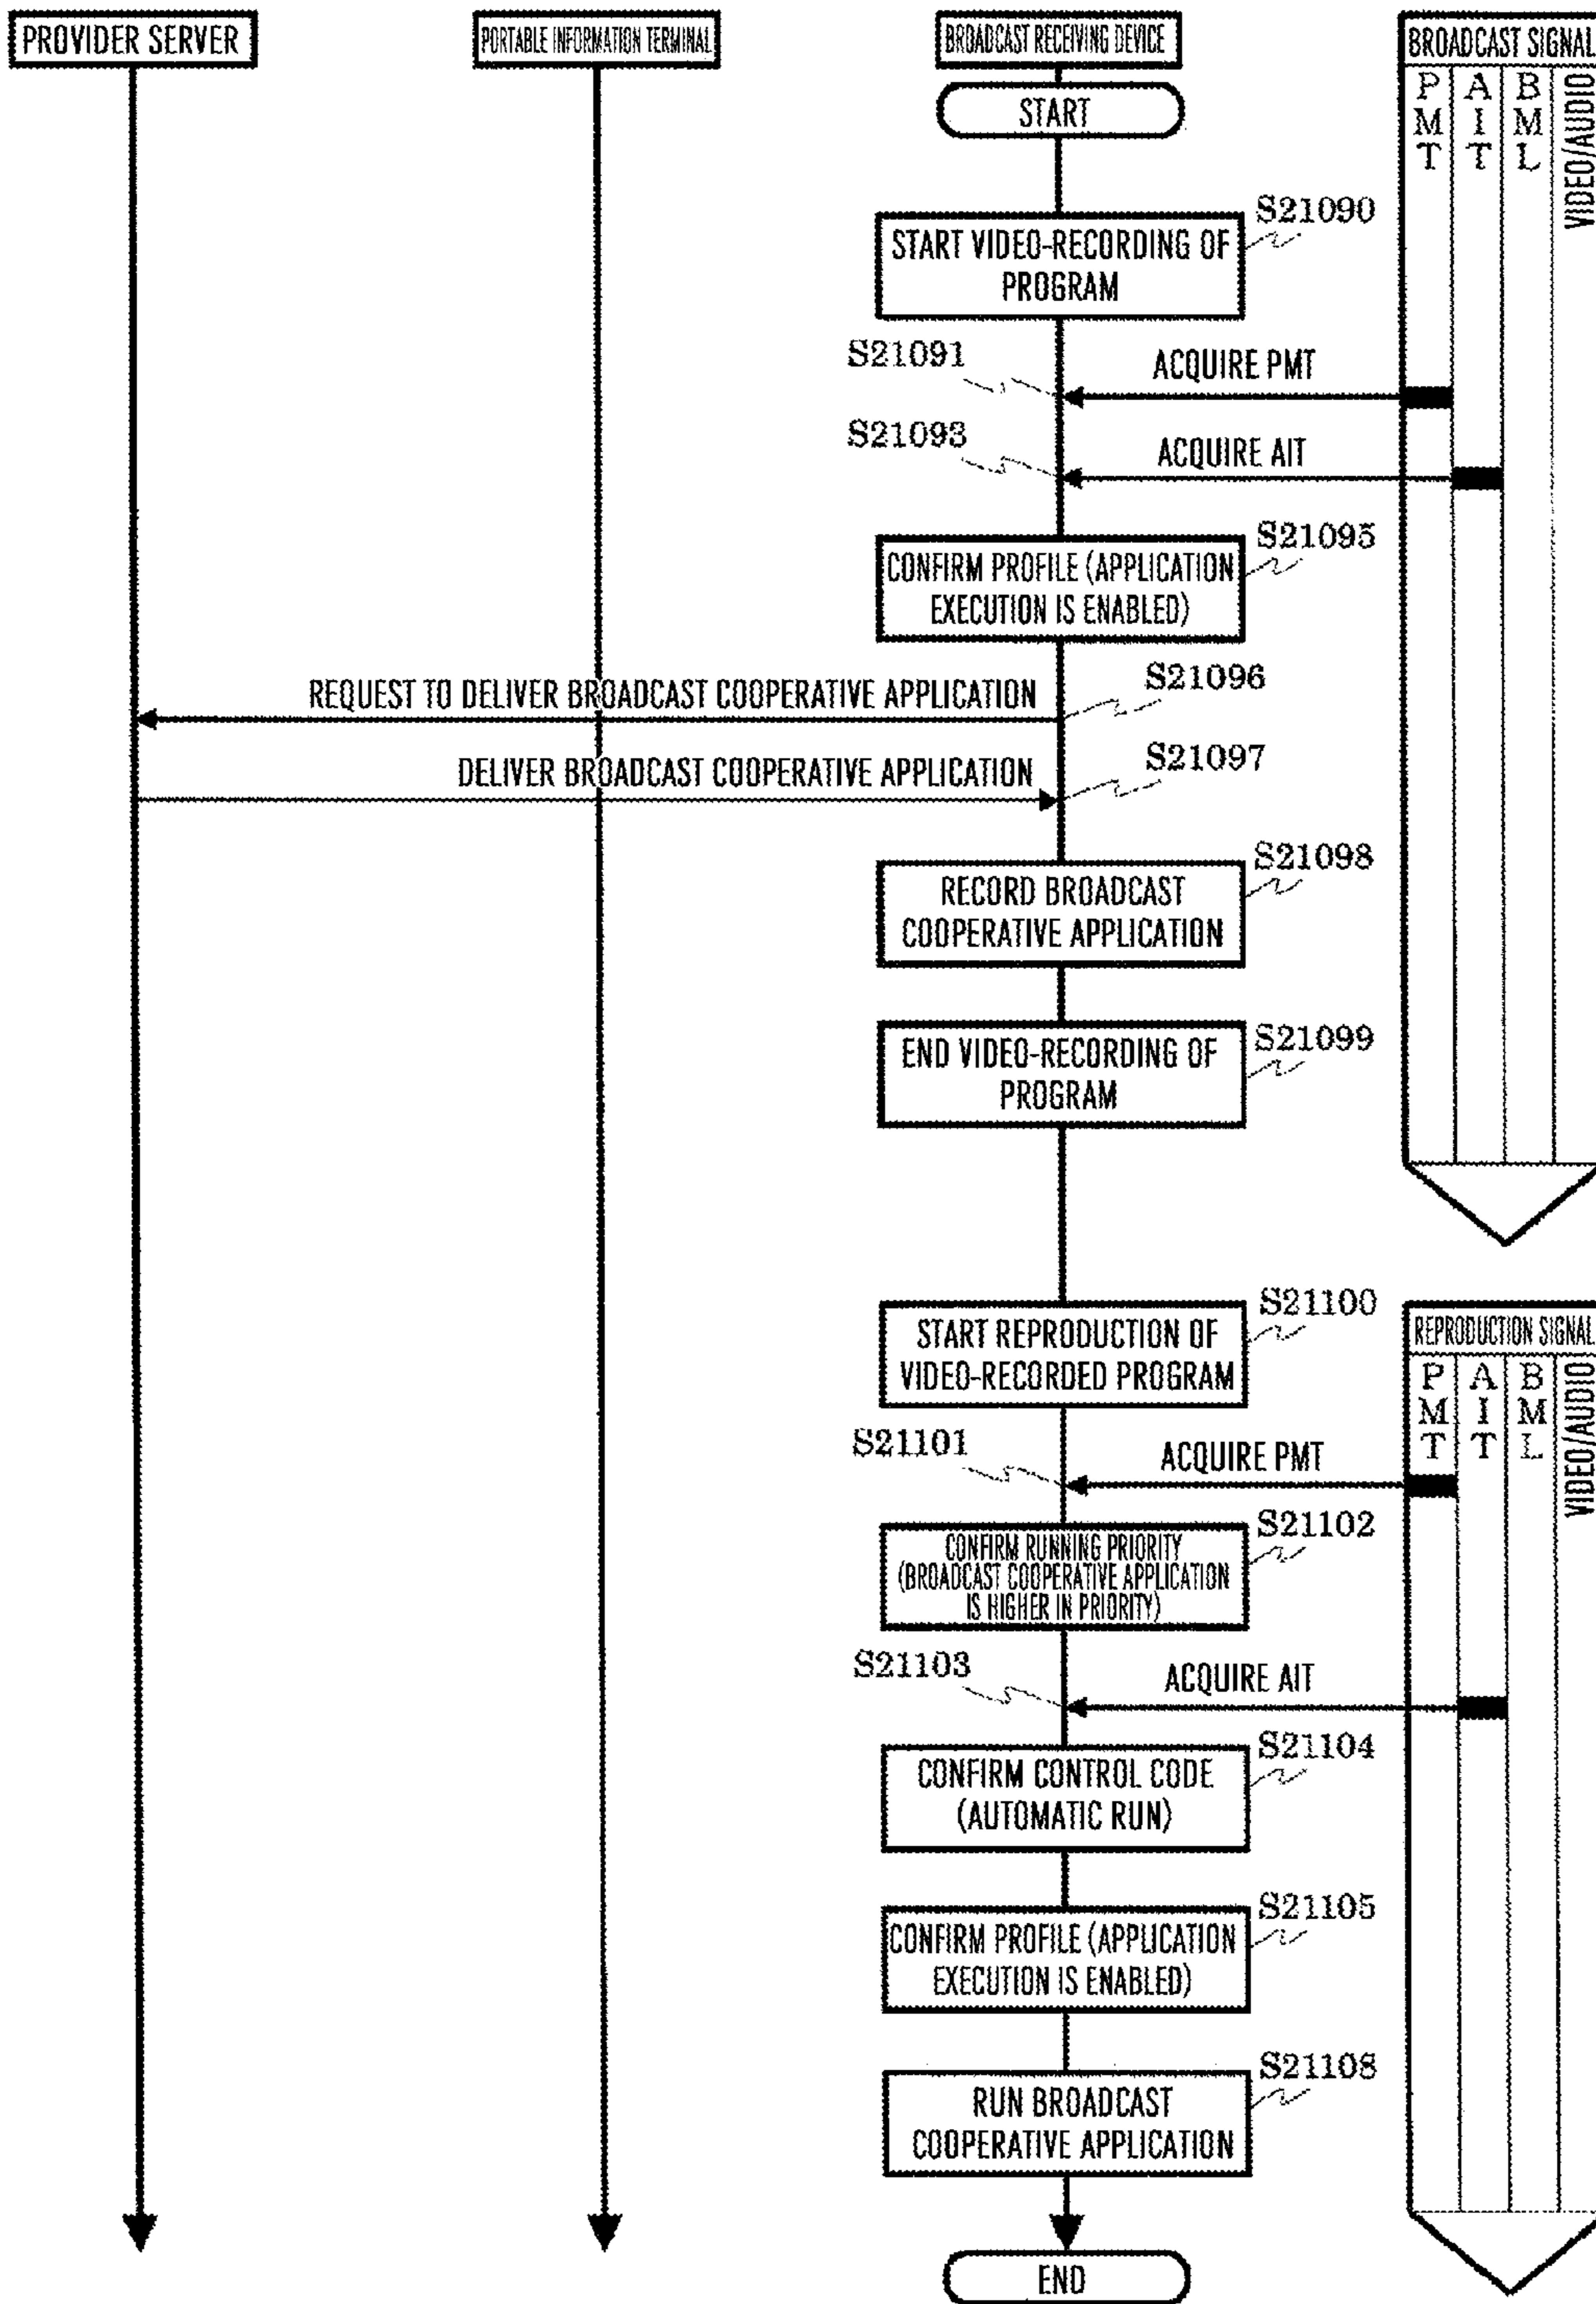 PROVIDER SERVER
PORTABLE INFORMATION TERMINAL
BROADCAST RECEIVING DEVICE
BROADCAST SIGNAL
PMT
AIT
BML
VIDEO/AUDIO
START
S21090
START VIDEO-RECORDING OF
PROGRAM
S21091
ACQUIRE PMT
S21093
ACQUIRE AIT
S21095
CONFIRM PROFILE (APPLICATION
EXECUTION IS ENABLED)
REQUEST TO DELIVER BROADCAST COOPERATIVE APPLICATION
S21096
DELIVER BROADCAST COOPERATIVE APPLICATION
S21097
S21098
RECORD BROADCAST
COOPERATIVE APPLICATION
S21099
END VIDEO-RECORDING OF
PROGRAM
S21100
START REPRODUCTION OF
VIDEO-RECORDED PROGRAM
REPRODUCTION SIGNAL
PMT
AIT
BML
VIDEO/AUDIO
S21101
ACQUIRE PMT
S21102
CONFIRM RUNNING PRIORITY
(BROADCAST COOPERATIVE APPLICATION
IS HIGHER IN PRIORITY)
S21103
ACQUIRE AIT
S21104
CONFIRM CONTROL CODE
(AUTOMATIC RUN)
S21105
CONFIRM PROFILE (APPLICATION
EXECUTION IS ENABLED)
S21108
RUN BROADCAST
COOPERATIVE APPLICATION
END